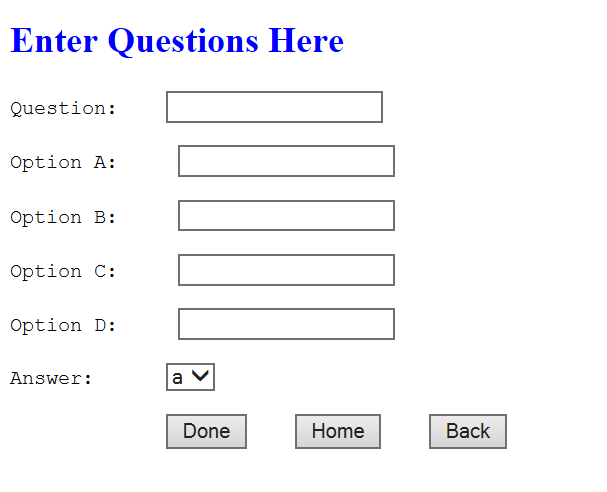 Enter Questions Here
Question:
Option A:
Option B:
Option C:
Option D:
Answer: a
Done Home Back